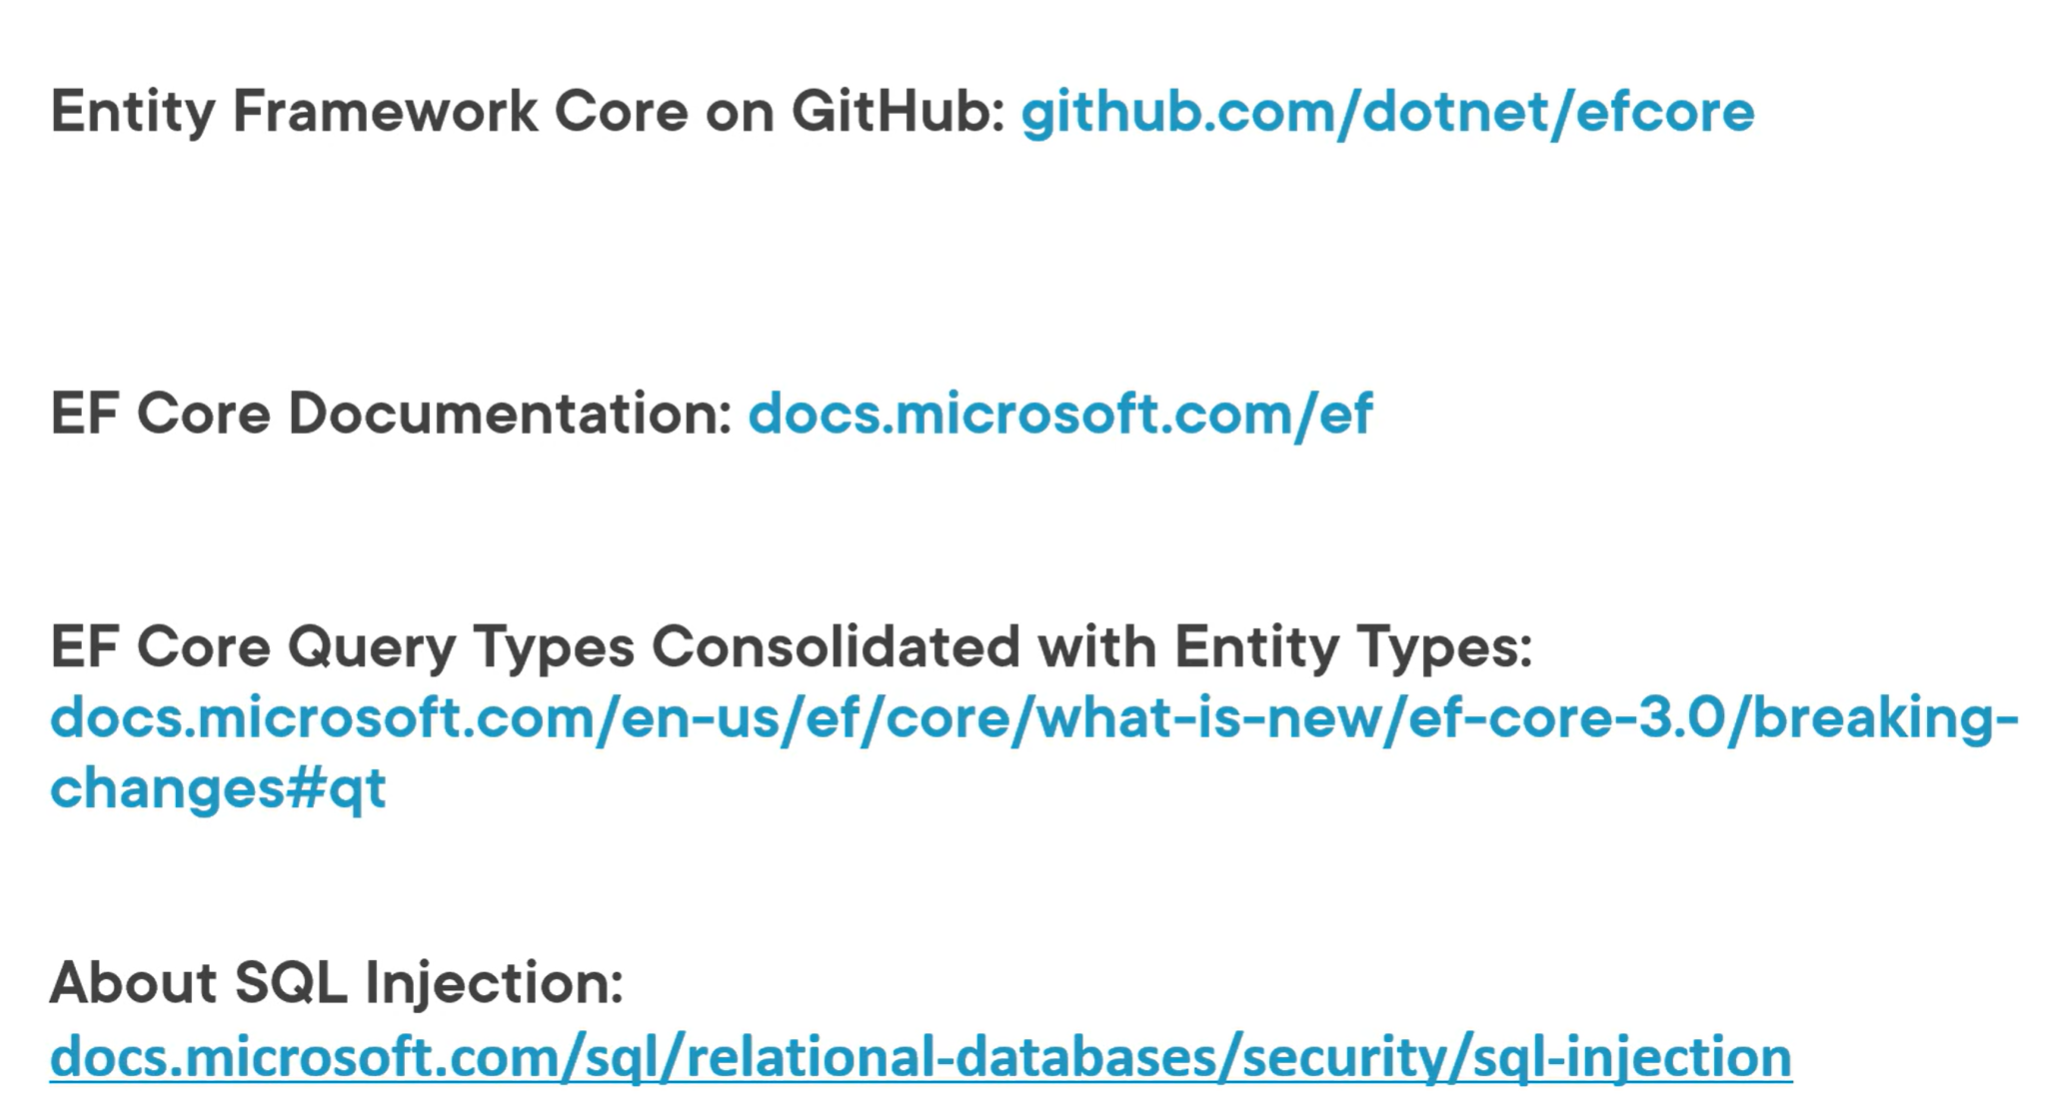 Entity Framework Core on GitHub: github.com/dotnet/efcore
EF Core Documentation: docs.microsoft.com/ef
EF Core Query Types Consolidated with Entity Types:
docs.microsoft.com/en-us/ef/core/what-is-new/ef-core-3.0/breaking-
changes#qt
About SQL Injection:
docs.microsoft.com/sql/relational-databases/security/sql-injection